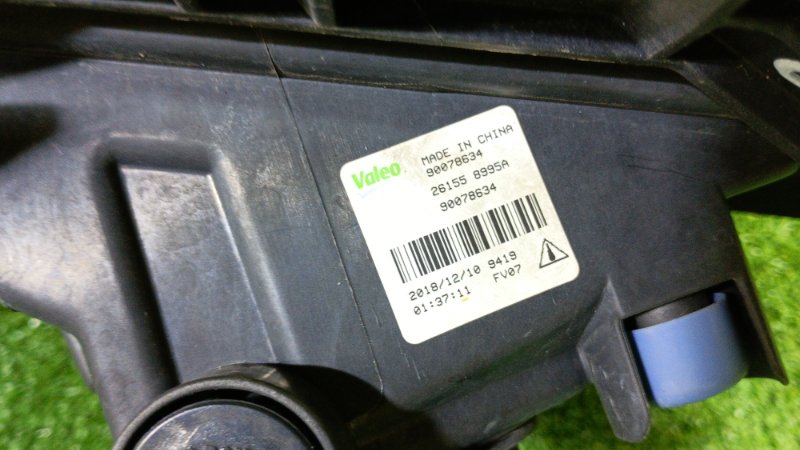 Valeo
MADE IN CHINA
90078634
26155 8995A
90078634
2018/12/10 9419
01:37:11 FV07